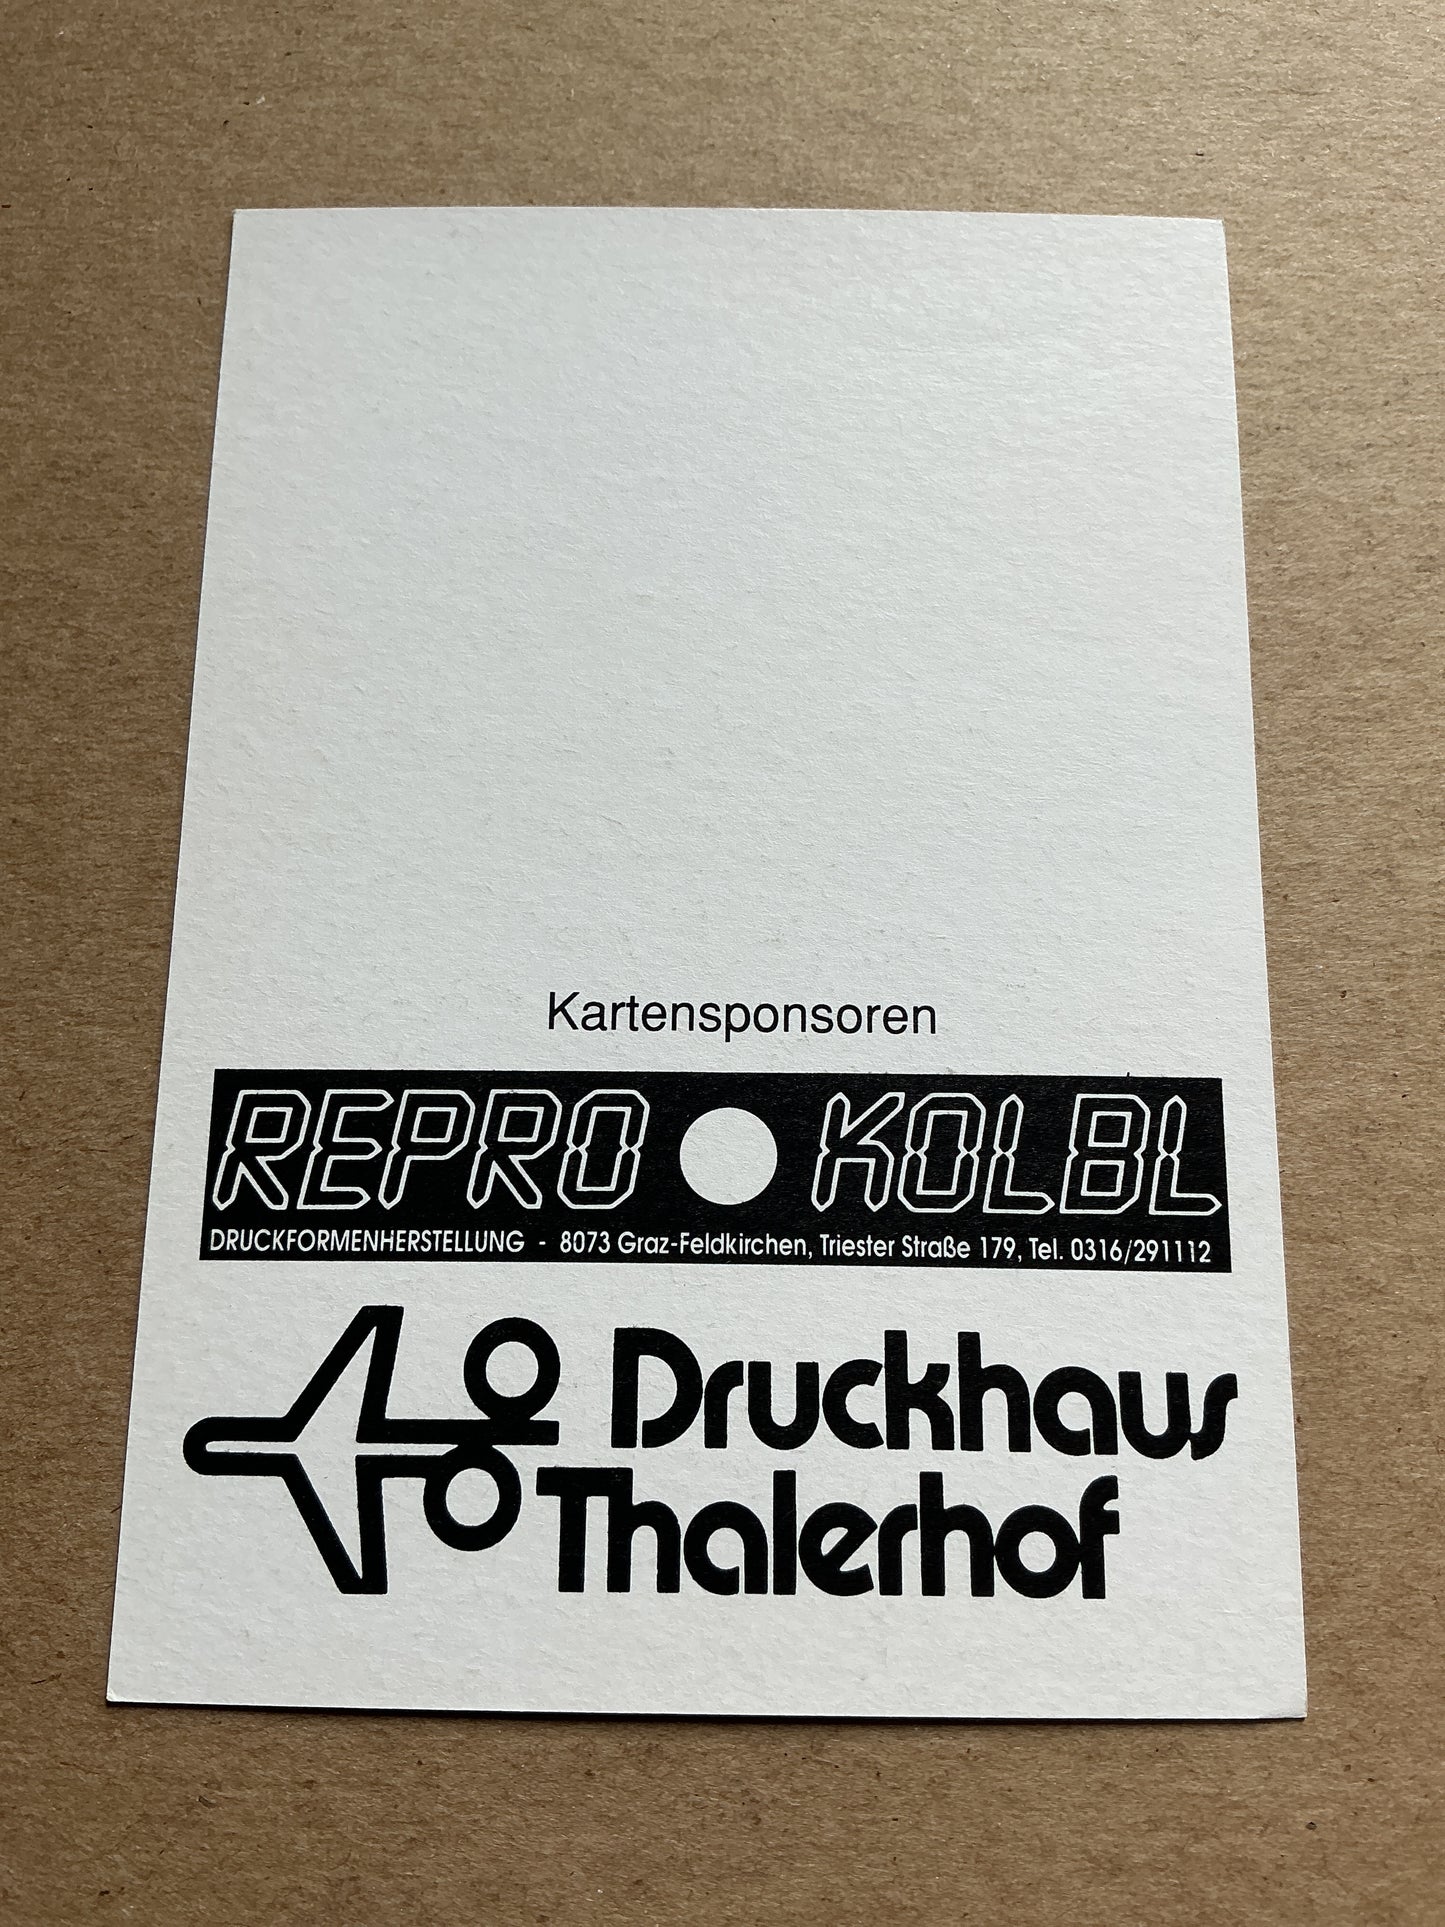 Kartensponsoren
REPRO KOLBL
DRUCKFORMENHERSTELLUNG - 8073 Graz-Feldkirchen, Triester Straße 179, Tel. 0316/291112
Druckhaus
Thalerhof